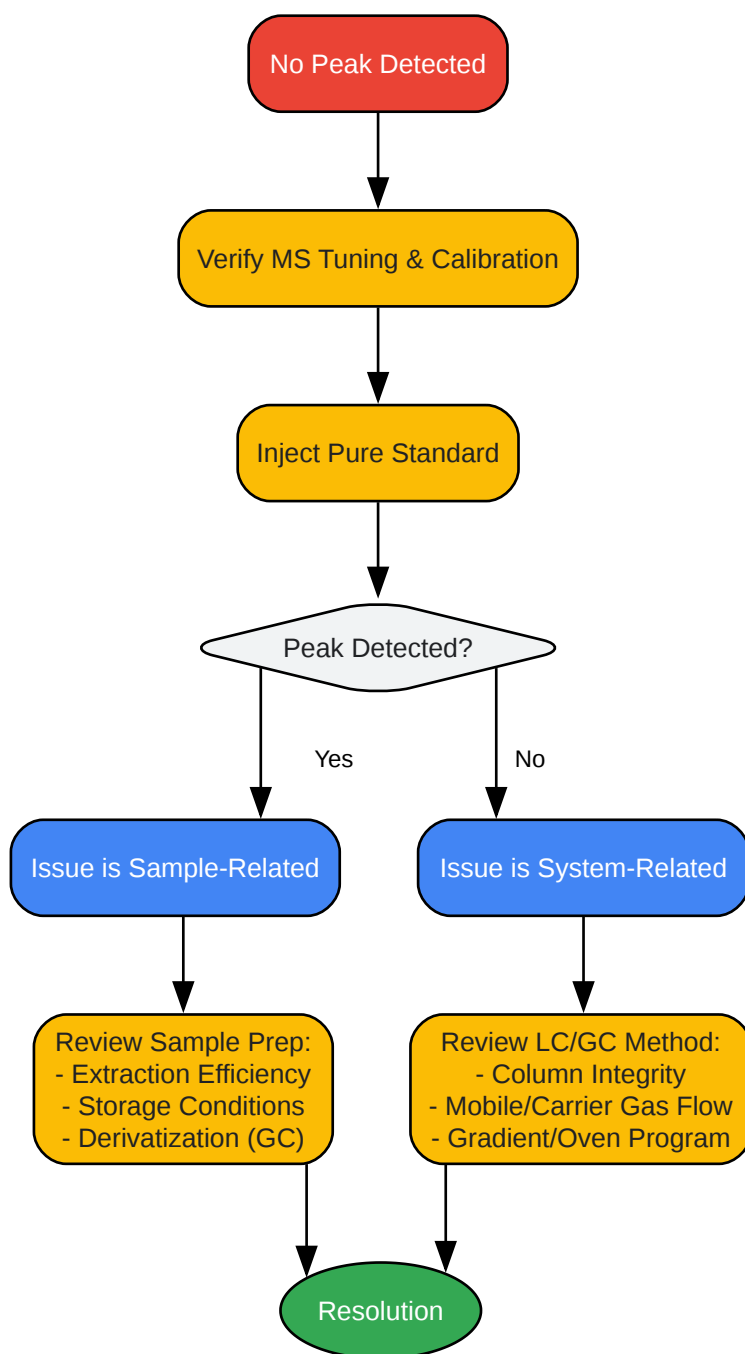 No Peak Detected
Verify MS Tuning & Calibration
Inject Pure Standard
Peak Detected?
Yes
No
Issue is Sample-Related
Issue is System-Related
Review Sample Prep:
- Extraction Efficiency
- Storage Conditions
- Derivatization (GC)
Review LC/GC Method:
- Column Integrity
- Mobile/Carrier Gas Flow
- Gradient/Oven Program
Resolution